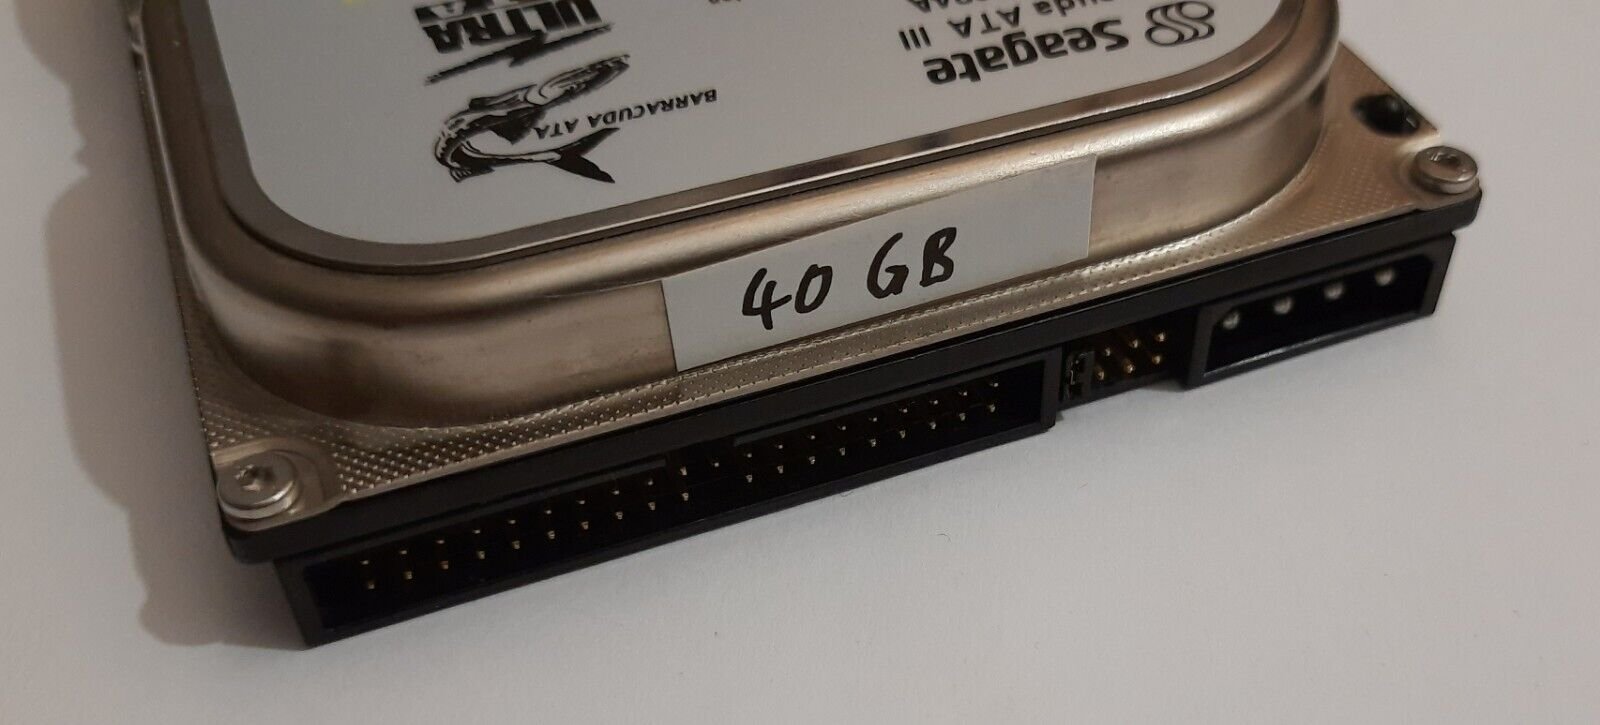 Seagate
ATA III
ULTRA
BARRACUDA ATA
40 GB